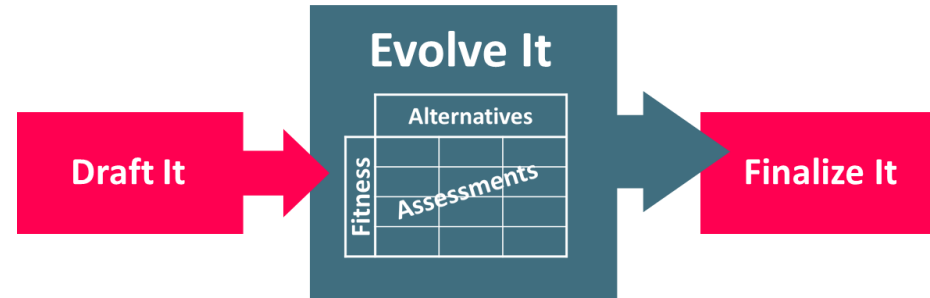 Evolve It
Draft It
Alternatives
Fitness
Assessments
Finalize It